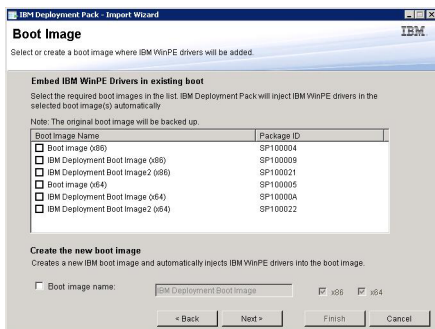 IBM Deployment Pack - Import Wizard
Boot Image
IBM
Select or create a boot image where IBM WinPE drivers will be added.
Embed IBM WinPE Drivers in existing boot
Select the required boot images in the list. IBM Deployment Pack will inject IBM WinPE drivers in the
selected boot image(s) automatically
Note: The original boot image will be backed up.
Boot Image Name Package ID
Boot image (x86) SP100004
IBM Deployment Boot Image (x86) SP100009
IBM Deployment Boot Image2 (x86) SP100021
Boot image (x64) SP100005
IBM Deployment Boot Image (x64) SP10000A
IBM Deployment Boot Image2 (x64) SP100022
Create the new boot image
Creates a new IBM boot image and automatically injects IBM WinPE drivers into the boot image.
Boot image name: IBM Deployment Boot Image x86 x64
< Back Next > Finish Cancel